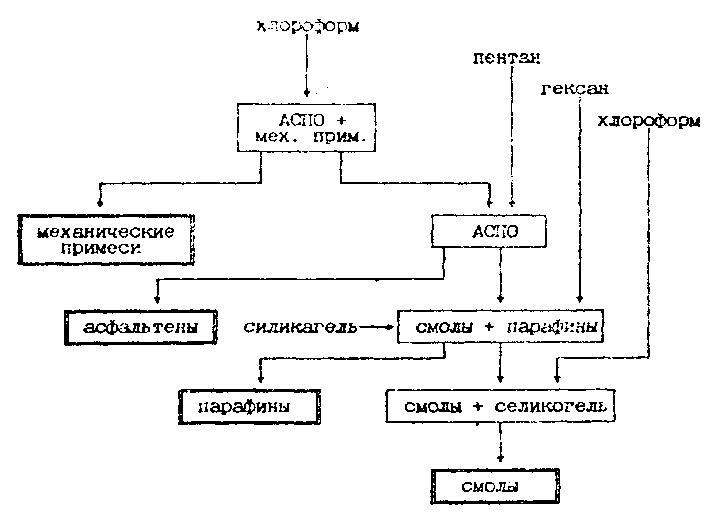 хлороформ
пентан
гексан
хлороформ
АСПО +
мех. прим.
механические
примеси
АСПО
асфальтены
силикагель
смолы + парафины
парафины
смолы + селикогель
смолы